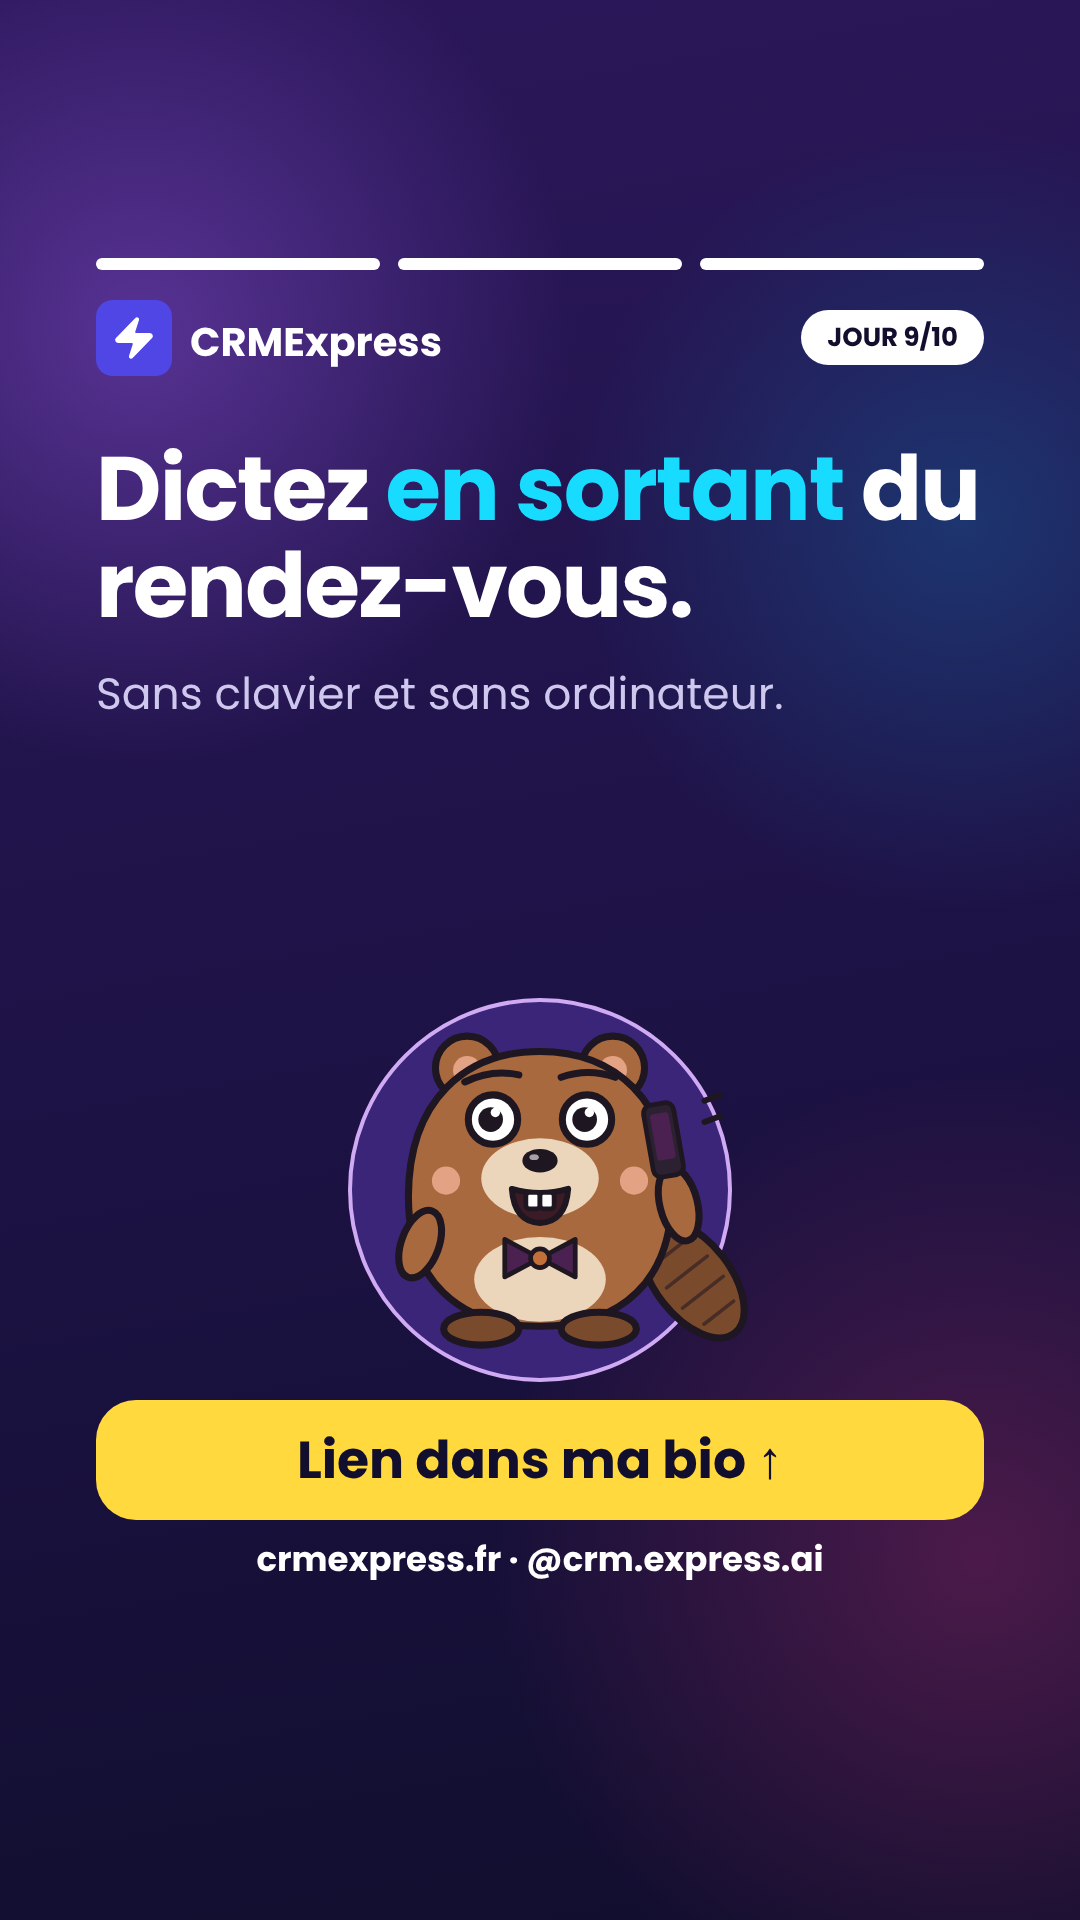 CRMExpress
JOUR 9/10
Dictez en sortant du
rendez-vous.
Sans clavier et sans ordinateur.
Lien dans ma bio ↑
crmexpress.fr · @crm.express.ai